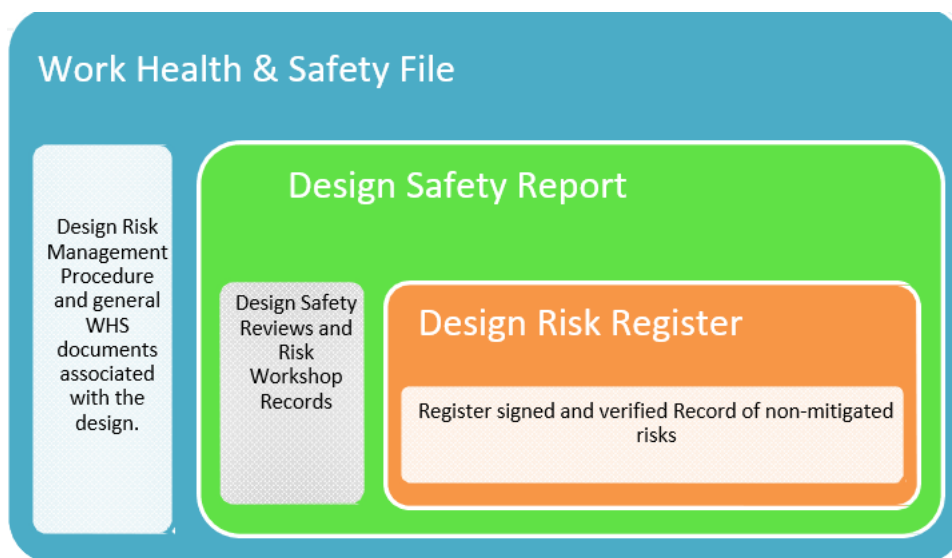 Work Health & Safety File
Design Risk
Management
Procedure
and general
WHS
documents
associated
with the
design.
Design Safety Report
Design Safety
Reviews and
Risk
Workshop
Records
Design Risk Register
Register signed and verified Record of non-mitigated
risks